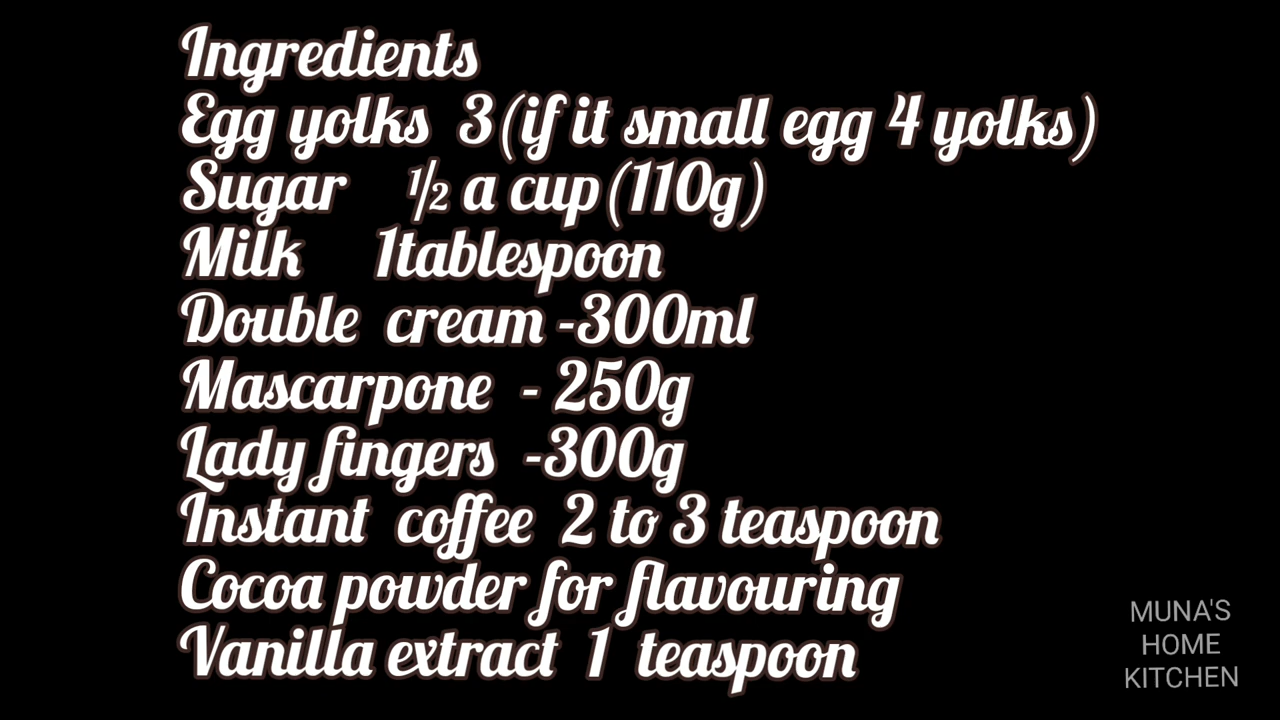 Ingredients
Egg yolks 3(if it small egg 4 yolks)
Sugar ½ a cup(110g)
Milk 1tablespoon
Double cream -300ml
Mascarpone - 250g
Lady fingers -300g
Instant coffee 2 to 3 teaspoon
Cocoa powder for flavouring
Vanilla extract 1 teaspoon
MUNA'S
HOME
KITCHEN